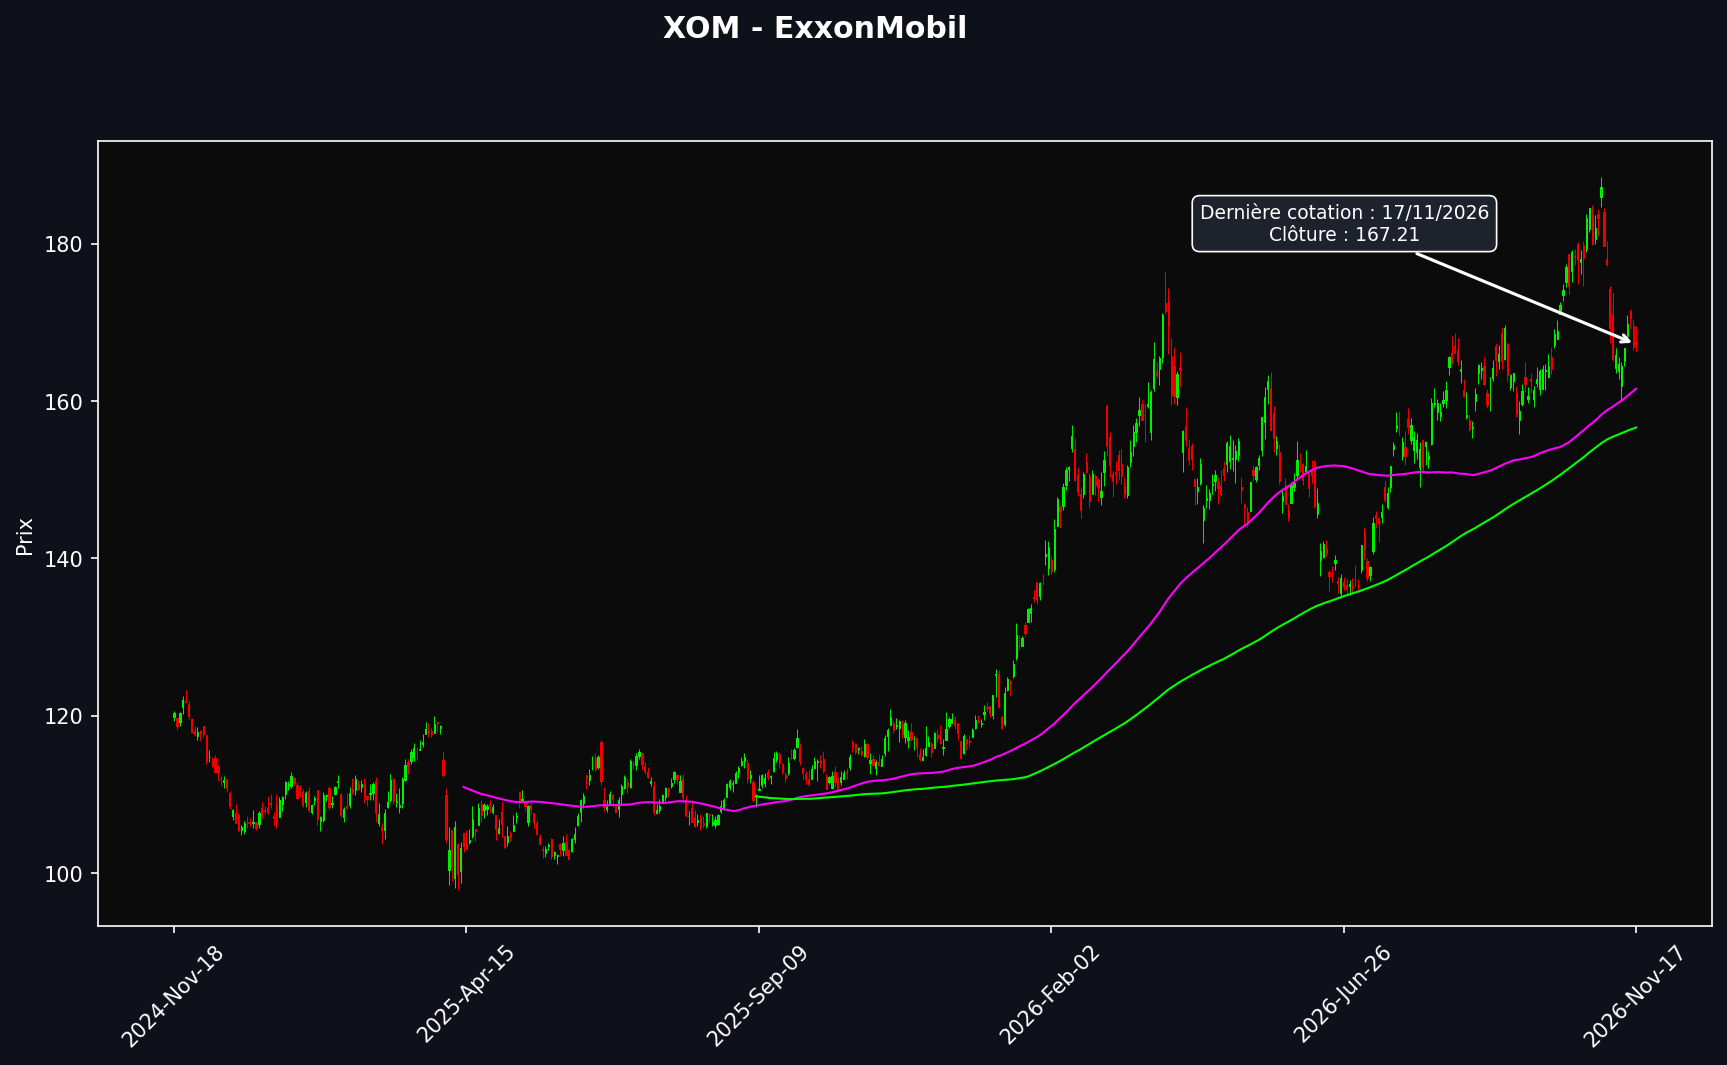 XOM - ExxonMobil
Dernière cotation : 17/11/2026
Clôture : 167.21
Prix
180
160
140
120
100
2024-Nov-18
2025-Apr-15
2025-Sep-09
2026-Feb-02
2026-Jun-26
2026-Nov-17